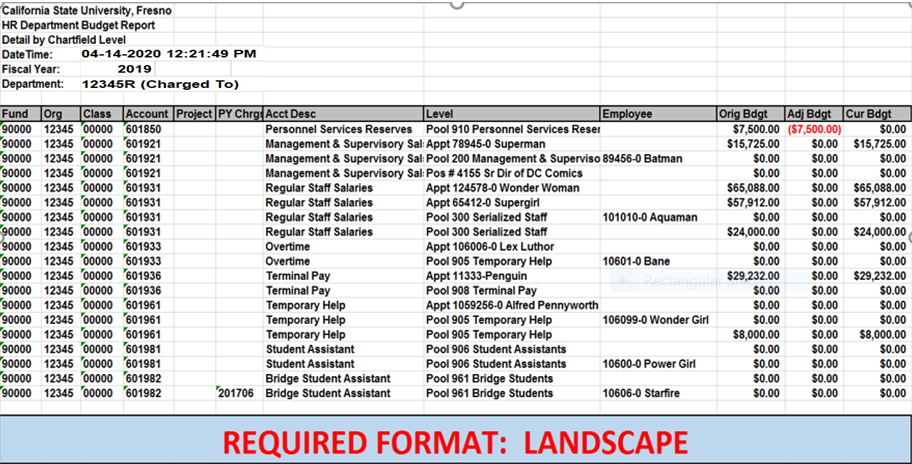 California State University, Fresno
HR Department Budget Report
Detail by Chartfield Level
DateTime: 04-14-2020 12:21:49 PM
Fiscal Year: 2019
Department: 12345R (Charged To)
Fund Org Class Account Project PY Chrgs Acct Desc Level Employee Orig Bdgt Adj Bdgt Cur Bdgt
90000 12345 00000 601850 Personnel Services Reserves Pool 910 Personnel Services Reser $7,500.00 ($7,500.00) $0.00
90000 12345 00000 601921 Management & Supervisory Sal Appt 78945-0 Superman $15,725.00 $0.00 $15,725.00
90000 12345 00000 601921 Management & Supervisory Sal Pool 200 Management & Superviso 89456-0 Batman $0.00 $0.00 $0.00
90000 12345 00000 601921 Management & Supervisory Sal Pos # 4155 Sr Dir of DC Comics $0.00 $0.00 $0.00
90000 12345 00000 601931 Regular Staff Salaries Appt 124578-0 Wonder Woman $65,088.00 $0.00 $65,088.00
90000 12345 00000 601931 Regular Staff Salaries Appt 65412-0 Supergirl $57,912.00 $0.00 $57,912.00
90000 12345 00000 601931 Regular Staff Salaries Pool 300 Serialized Staff 101010-0 Aquaman $0.00 $0.00 $0.00
90000 12345 00000 601931 Regular Staff Salaries Pool 300 Serialized Staff $24,000.00 $0.00 $24,000.00
90000 12345 00000 601933 Overtime Appt 106006-0 Lex Luthor $0.00 $0.00 $0.00
90000 12345 00000 601933 Overtime Pool 905 Temporary Help 10601-0 Bane $0.00 $0.00 $0.00
90000 12345 00000 601936 Terminal Pay Appt 11333-Penguin $29,232.00 $0.00 $29,232.00
90000 12345 00000 601936 Terminal Pay Pool 908 Terminal Pay $0.00 $0.00 $0.00
90000 12345 00000 601961 Temporary Help Appt 1059256-0 Alfred Pennyworth $0.00 $0.00 $0.00
90000 12345 00000 601961 Temporary Help Pool 905 Temporary Help 106099-0 Wonder Girl $0.00 $0.00 $0.00
90000 12345 00000 601961 Temporary Help Pool 905 Temporary Help $8,000.00 $0.00 $8,000.00
90000 12345 00000 601981 Student Assistant Pool 906 Student Assistants $0.00 $0.00 $0.00
90000 12345 00000 601981 Student Assistant Pool 906 Student Assistants 10600-0 Power Girl $0.00 $0.00 $0.00
90000 12345 00000 601982 Bridge Student Assistant Pool 961 Bridge Students $0.00 $0.00 $0.00
90000 12345 00000 601982 201706 Bridge Student Assistant Pool 961 Bridge Students 10606-0 Starfire $0.00 $0.00 $0.00
Rectangular
REQUIRED FORMAT: LANDSCAPE